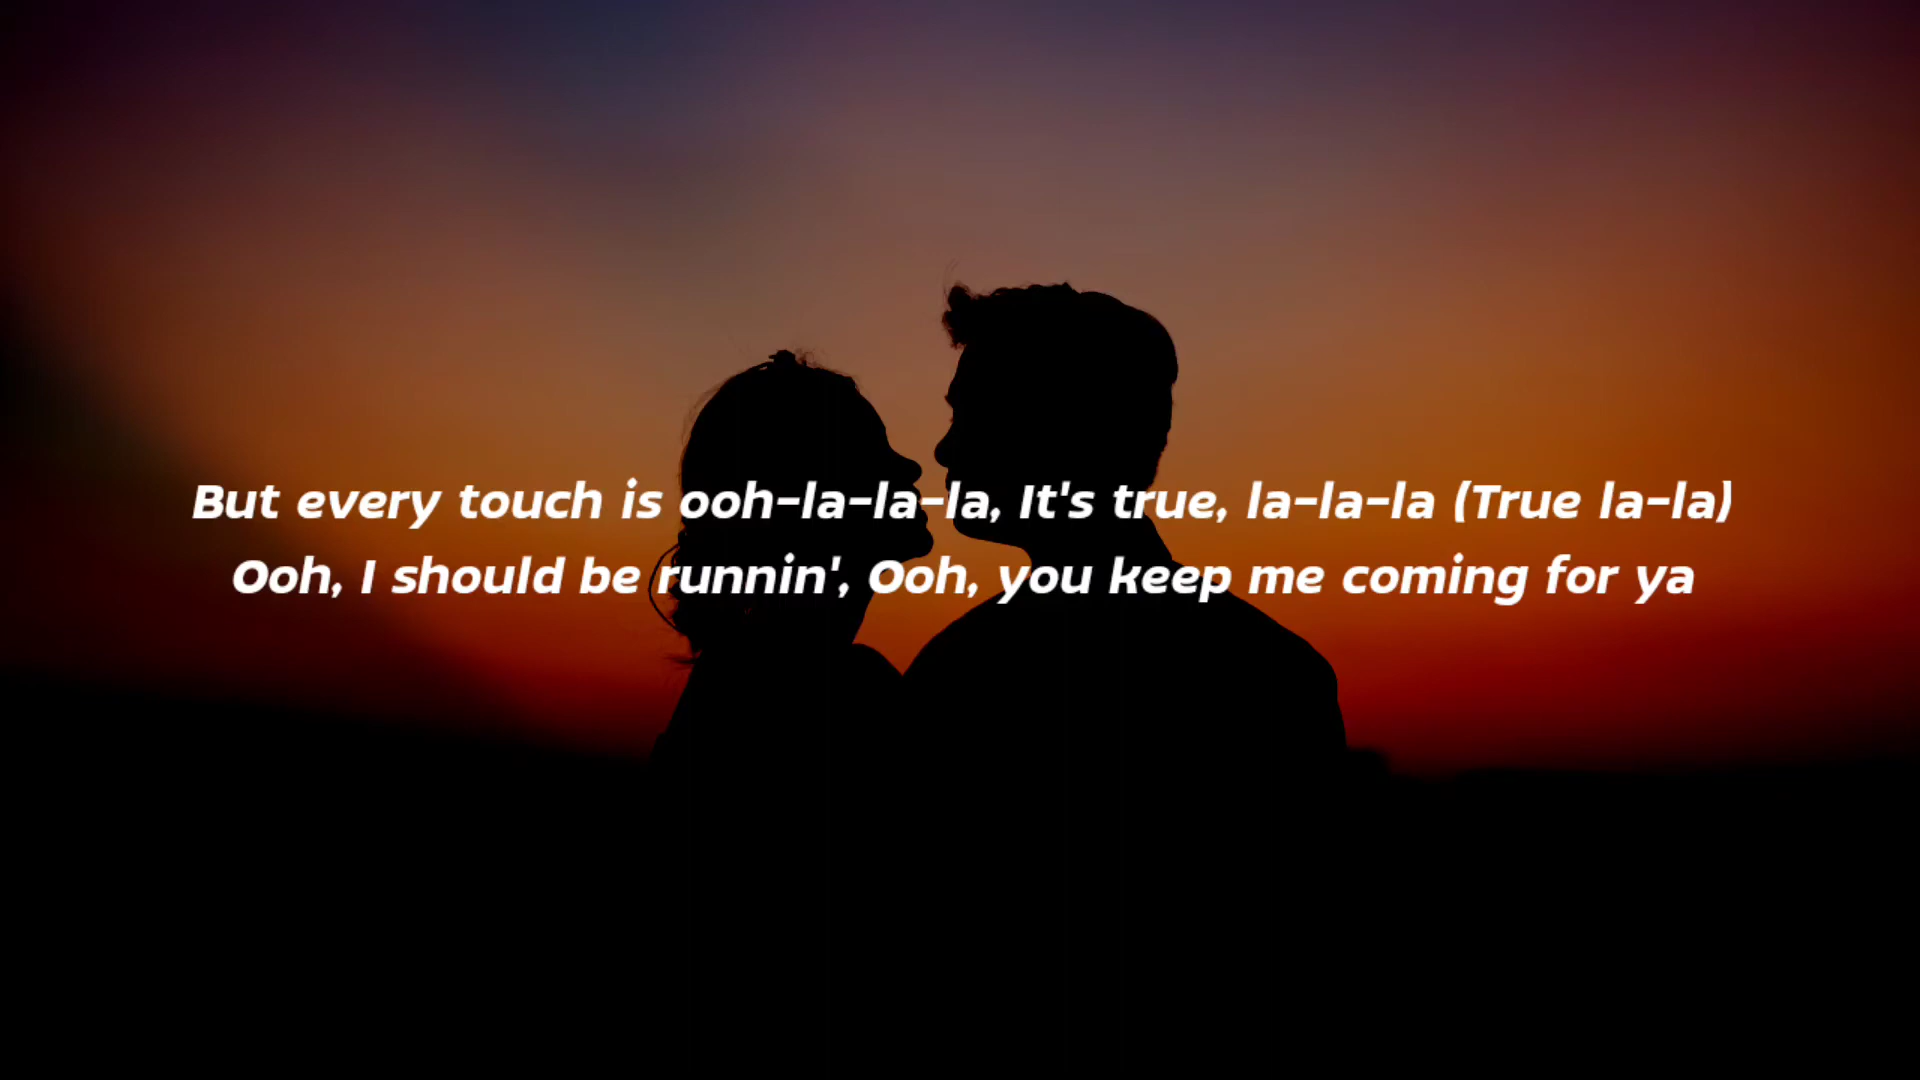 But every touch is ooh-la-la-la, It's true, la-la-la (True la-la)
Ooh, I should be runnin', Ooh, you keep me coming for ya